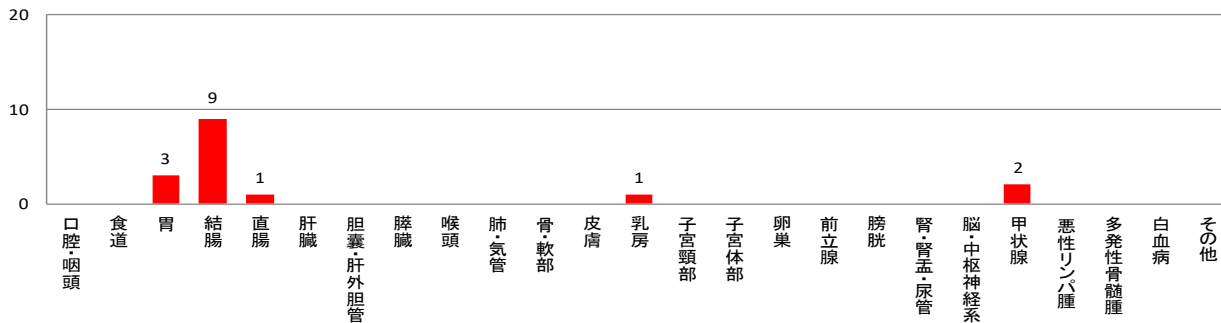 20
10
0
3
9
1
1
2
口腔・咽頭
食道
胃
結腸
直腸
肝臓
胆嚢・肝外胆管
膵臓
喉頭
肺・気管
骨・軟部
皮膚
乳房
子宮頸部
子宮体部
卵巣
前立腺
膀胱
腎・腎盂・尿管
脳・中枢神経系
甲状腺
悪性リンパ腫
多発性骨髄腫
白血病
その他